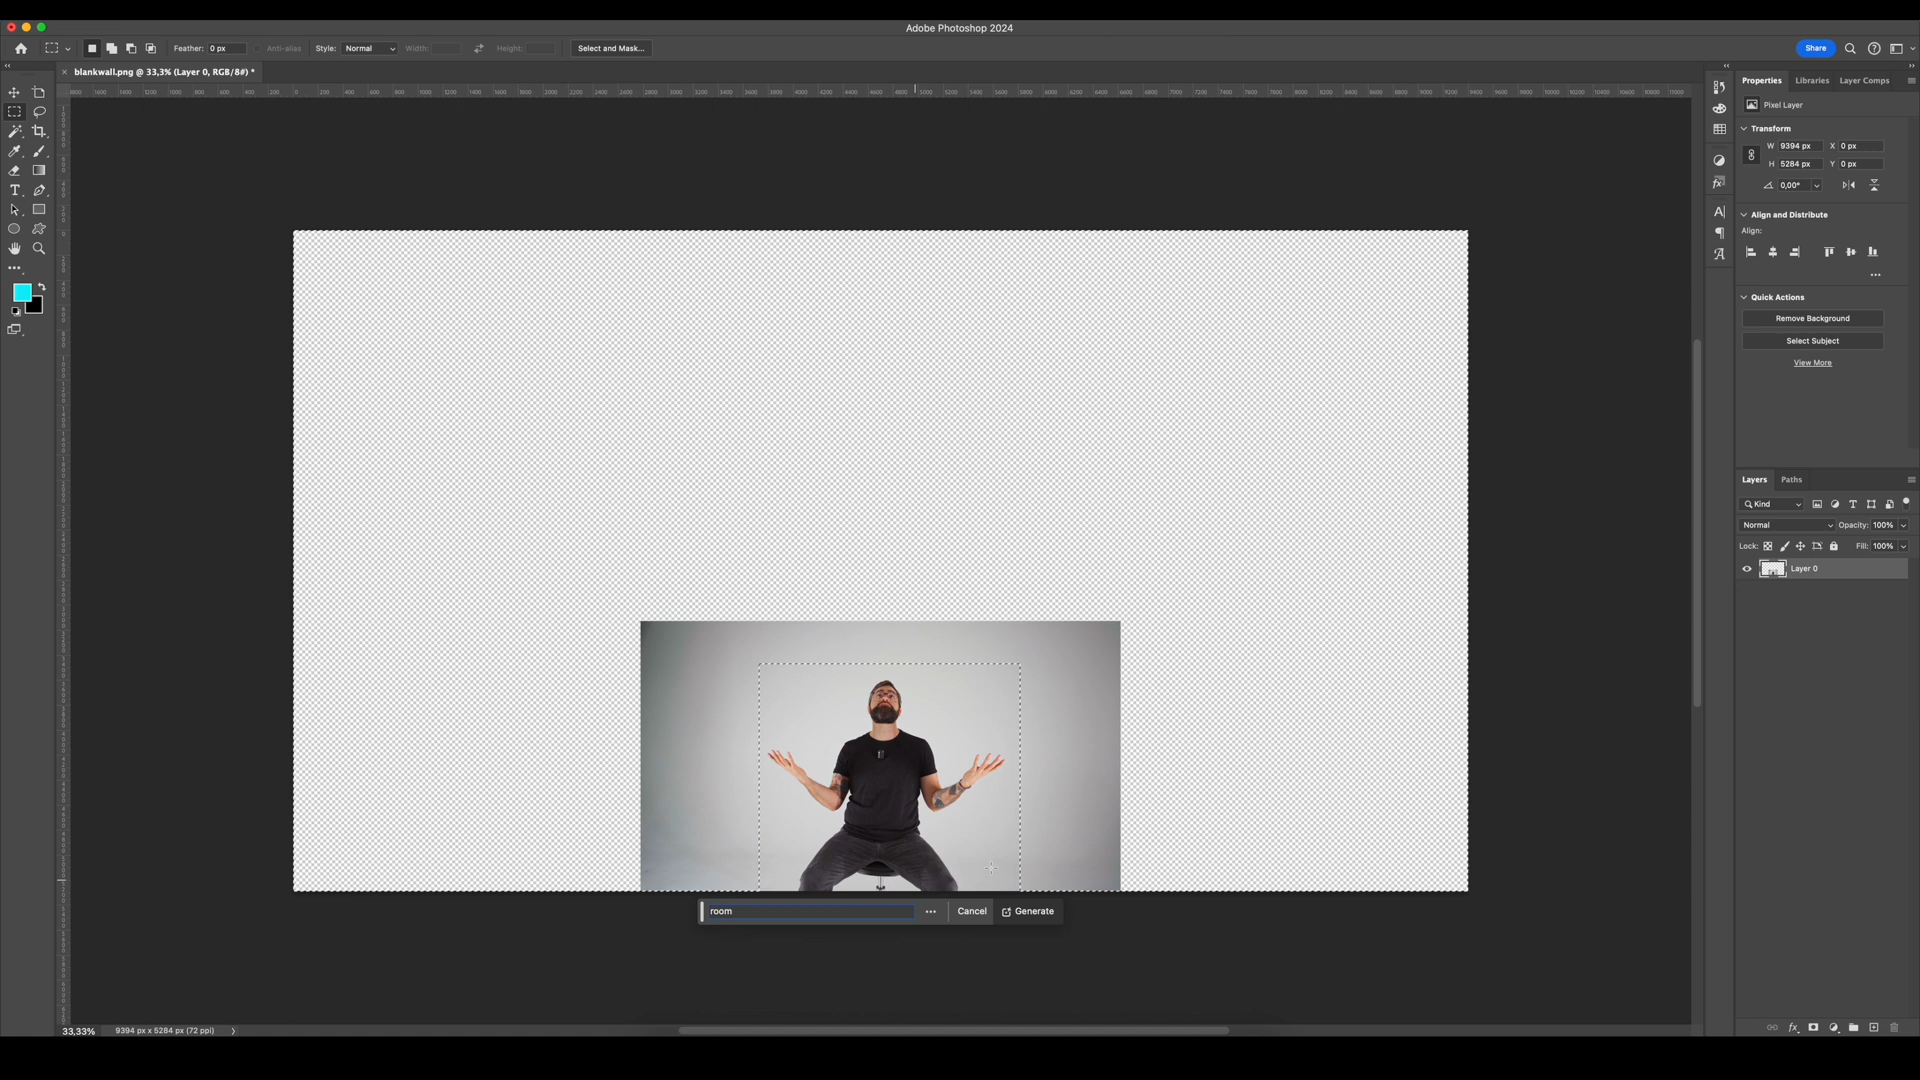 Adobe Photoshop 2024
Feather: 0 px Anti-alias Style: Normal Width: Height: Select and Mask...
Share
blankwall.png @ 33,3% (Layer 0, RGB/8#) *
Properties Libraries Layer Comps
Pixel Layer
Transform
W 9394 px X 0 px
H 5284 px Y 0 px
0,00°
Align and Distribute
Align:
Quick Actions
Remove Background
Select Subject
View More
Layers Paths
Kind
Normal Opacity: 100%
Lock: Fill: 100%
Layer 0
room Cancel Generate
33,33% 9394 px x 5284 px (72 ppi)